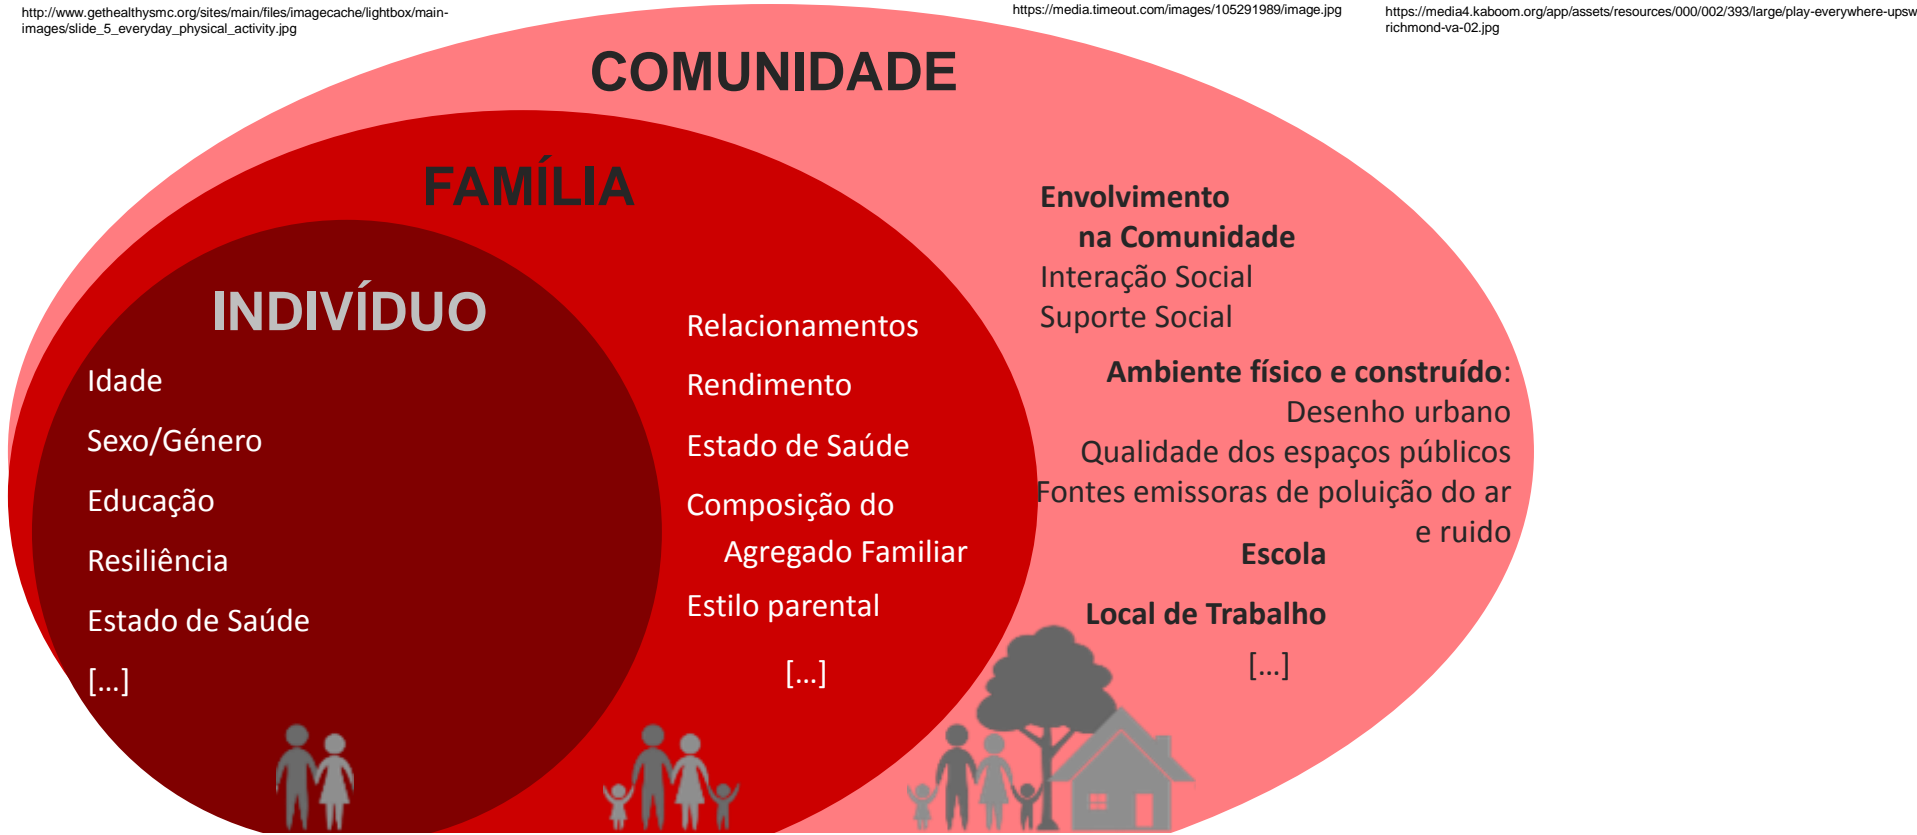 http://www.gethealthysmc.org/sites/main/files/imagecache/lightbox/main-
images/slide_5_everyday_physical_activity.jpg
https://media.timeout.com/images/105291989/image.jpg
https://media4.kaboom.org/app/assets/resources/000/002/393/large/play-everywhere-upsw
richmond-va-02.jpg
COMUNIDADE
FAMÍLIA
INDIVÍDUO
Idade
Sexo/Género
Educação
Resiliência
Estado de Saúde
[...]
Relacionamentos
Rendimento
Estado de Saúde
Composição do
Agregado Familiar
Estilo parental
[...]
Envolvimento
na Comunidade
Interação Social
Suporte Social
Ambiente físico e construído:
Desenho urbano
Qualidade dos espaços públicos
Fontes emissoras de poluição do ar
e ruido
Escola
Local de Trabalho
[...]